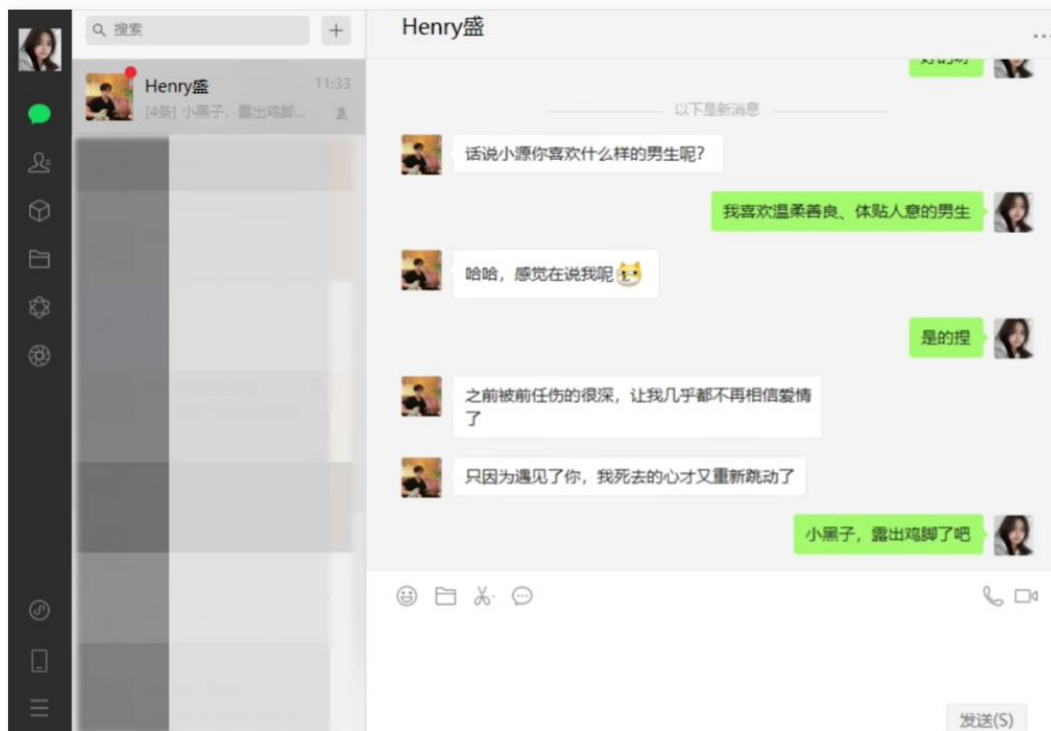 搜索
Henry盛
11:33
[4条] 小黑子，露出鸡脚...
Henry盛
以下是新消息
话说小源你喜欢什么样的男生呢？
我喜欢温柔善良、体贴人意的男生
哈哈，感觉在说我呢
是的捏
之前被前任伤的很深，让我几乎都不再相信爱情
了
只因为遇见了你，我死去的心才又重新跳动了
小黑子，露出鸡脚了吧
发送(S)